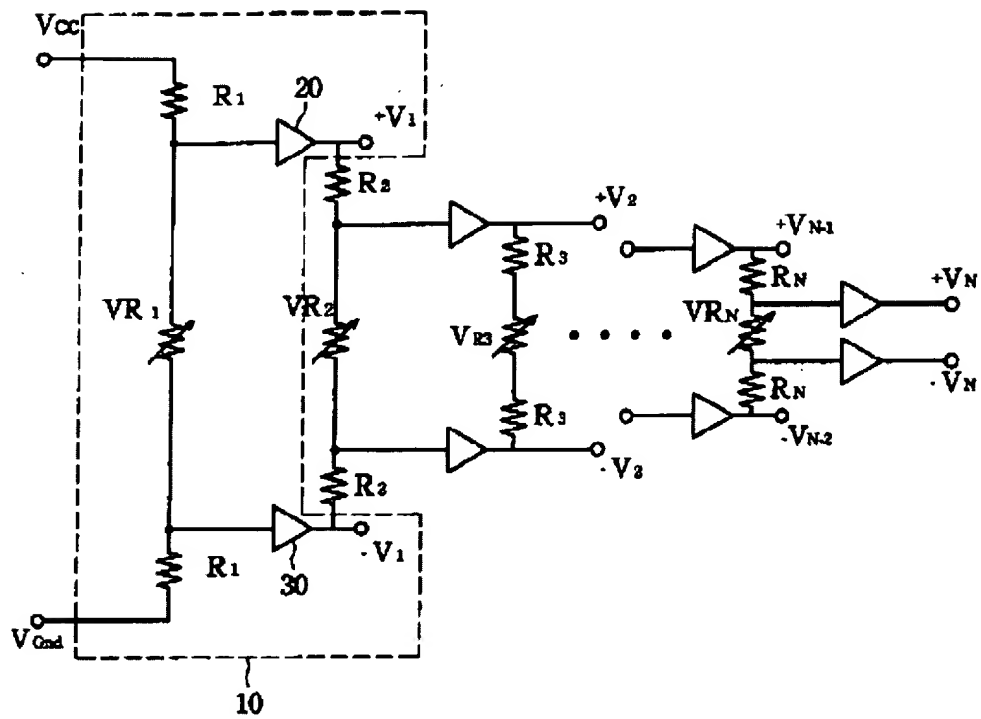 VCC
R1
20
+V1
R2
+V2
+VN-1
R3
RN
+VN
VR1
VR2
VR3
VRN
R3
RN
-VN
-VN-2
-V2
R2
R1
30
-V1
VGnd
10